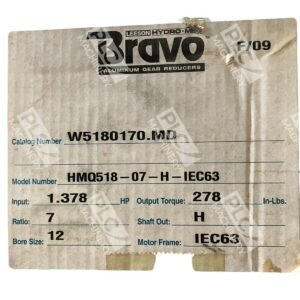 LEESON HYDRO-MEC
Bravo F/09
ALUMINUM GEAR REDUCERS
Catalog Number W5180170.MD
Model Number HMQ518-07-H-IEC63
Input: 1.378 HP Output Torque: 278 In-Lbs.
Ratio: 7 Shaft Out: H
Bore Size: 12 Motor Frame: IEC63